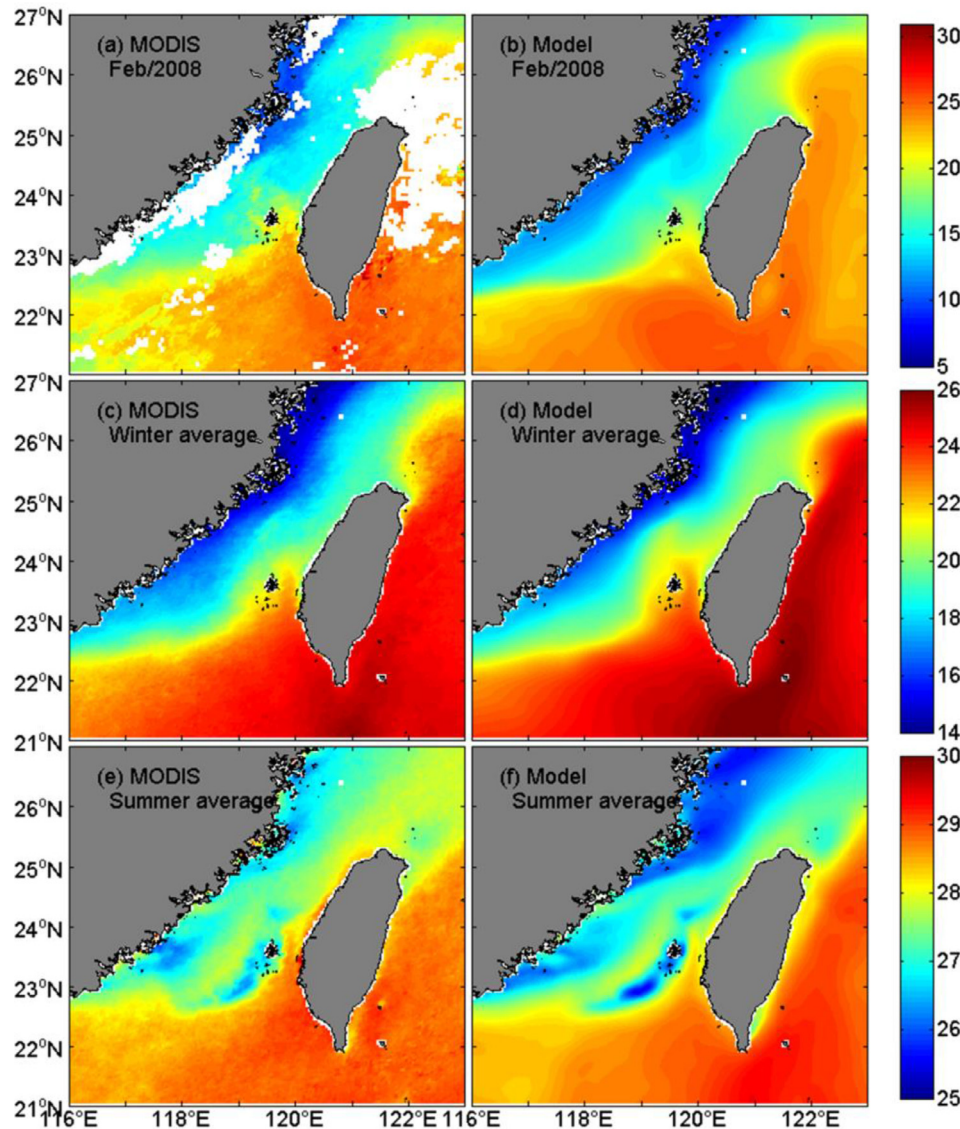 27°N
(a) MODIS
Feb/2008
(b) Model
Feb/2008
26°N
25°N
24°N
23°N
22°N
30
25
20
15
10
5
27°N
(c) MODIS
Winter average
(d) Model
Winter average
26°N
25°N
24°N
23°N
22°N
21°N
26
24
22
20
18
16
14
(e) MODIS
Summer average
(f) Model
Summer average
26°N
25°N
24°N
23°N
22°N
21°N
30
29
28
27
26
25
116°E
118°E
120°E
122°E
118°E
120°E
122°E